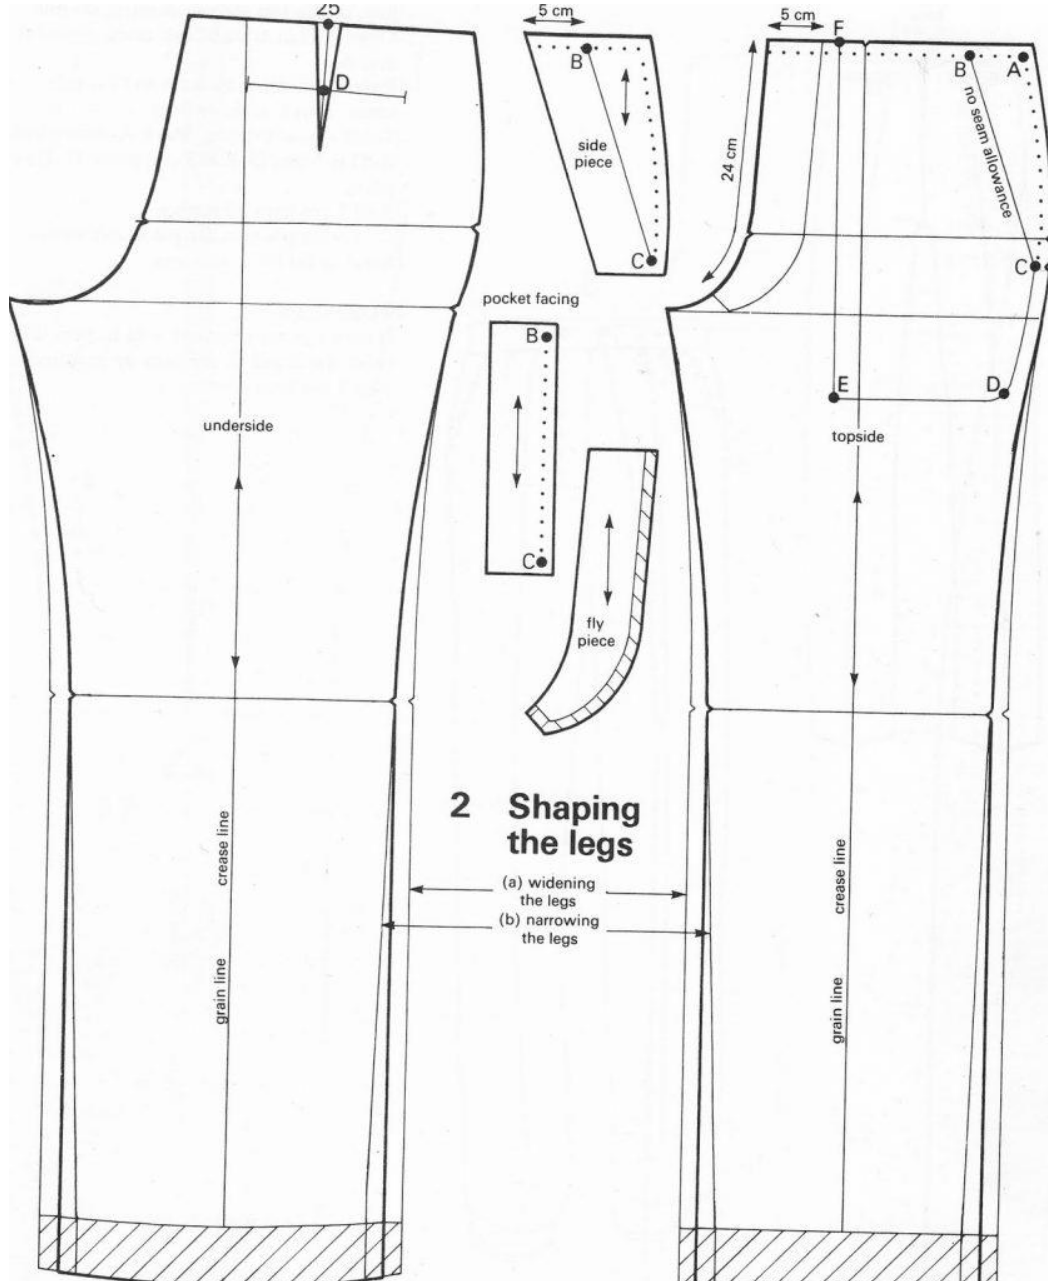 25
5 cm
5 cm
F
D
B
B
A
no seam allowance
24 cm
side
piece
C
C
pocket facing
B
E
D
underside
topside
C
fly
piece
2 Shaping
the legs
(a) widening
the legs
(b) narrowing
the legs
crease line
crease line
grain line
grain line